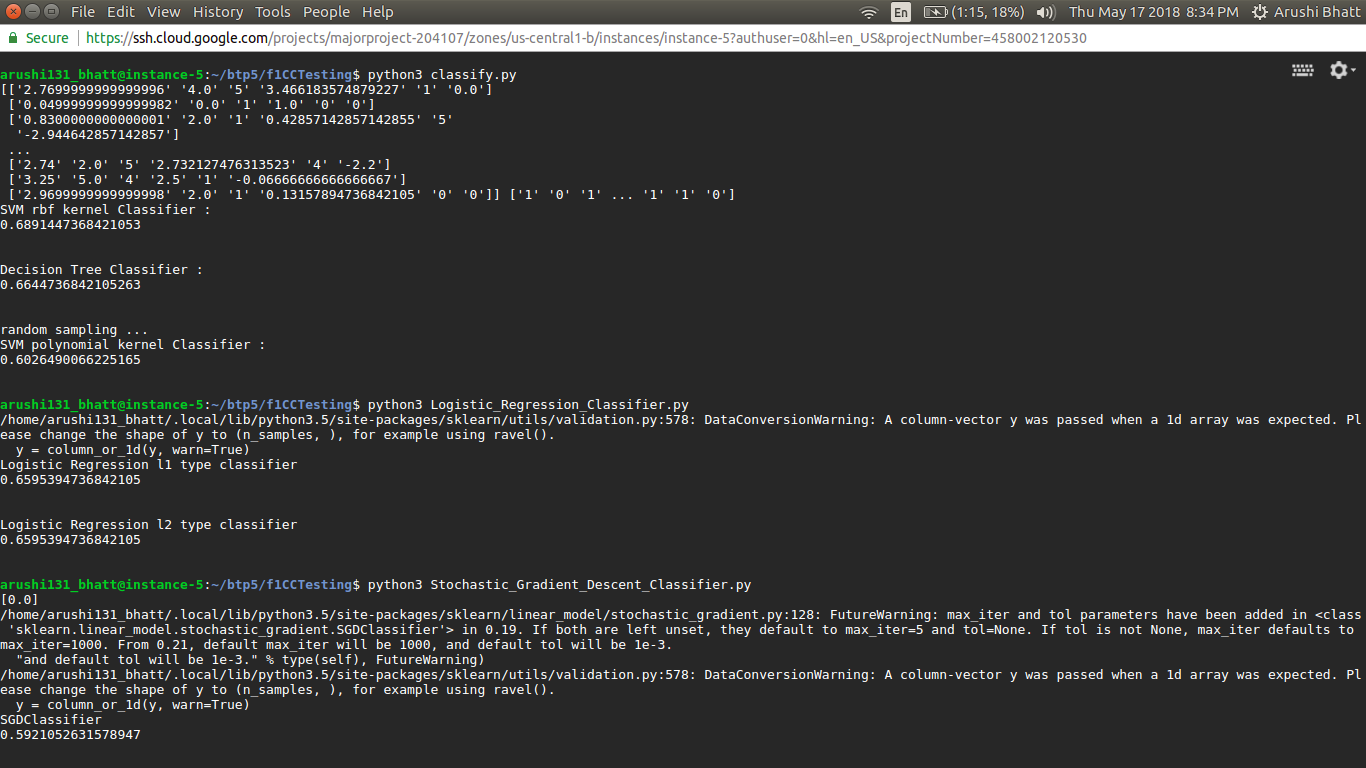 File Edit View History Tools People Help En (1:15, 18%) Thu May 17 2018 8:34 PM Arushi Bhatt
Secure https://ssh.cloud.google.com/projects/majorproject-204107/zones/us-central1-b/instances/instance-5?authuser=0&hl=en_US&projectNumber=458002120530
arushi131_bhatt@instance-5:~/btp5/f1CCTesting$ python3 classify.py
[['2.7699999999999996' '4.0' '5' '3.466183574879227' '1' '0.0']
['0.04999999999999982' '0.0' '1' '1.0' '0' '0']
['0.8300000000000001' '2.0' '1' '0.42857142857142855' '5'
'-2.944642857142857']
...
['2.74' '2.0' '5' '2.732127476313523' '4' '-2.2']
['3.25' '5.0' '4' '2.5' '1' '-0.06666666666666667']
['2.9699999999999998' '2.0' '1' '0.13157894736842105' '0' '0']] ['1' '0' '1' ... '1' '1' '0']
SVM rbf kernel Classifier :
0.6891447368421053
Decision Tree Classifier :
0.6644736842105263
random sampling ...
SVM polynomial kernel Classifier :
0.6026490066225165
arushi131_bhatt@instance-5:~/btp5/f1CCTesting$ python3 Logistic_Regression_Classifier.py
/home/arushi131_bhatt/.local/lib/python3.5/site-packages/sklearn/utils/validation.py:578: DataConversionWarning: A column-vector y was passed when a 1d array was expected. Pl
ease change the shape of y to (n_samples, ), for example using ravel().
y = column_or_1d(y, warn=True)
Logistic Regression l1 type classifier
0.6595394736842105
Logistic Regression l2 type classifier
0.6595394736842105
arushi131_bhatt@instance-5:~/btp5/f1CCTesting$ python3 Stochastic_Gradient_Descent_Classifier.py
[0.0]
/home/arushi131_bhatt/.local/lib/python3.5/site-packages/sklearn/linear_model/stochastic_gradient.py:128: FutureWarning: max_iter and tol parameters have been added in <class
'sklearn.linear_model.stochastic_gradient.SGDClassifier'> in 0.19. If both are left unset, they default to max_iter=5 and tol=None. If tol is not None, max_iter defaults to
max_iter=1000. From 0.21, default max_iter will be 1000, and default tol will be 1e-3.
"and default tol will be 1e-3." % type(self), FutureWarning)
/home/arushi131_bhatt/.local/lib/python3.5/site-packages/sklearn/utils/validation.py:578: DataConversionWarning: A column-vector y was passed when a 1d array was expected. Pl
ease change the shape of y to (n_samples, ), for example using ravel().
y = column_or_1d(y, warn=True)
SGDClassifier
0.5921052631578947